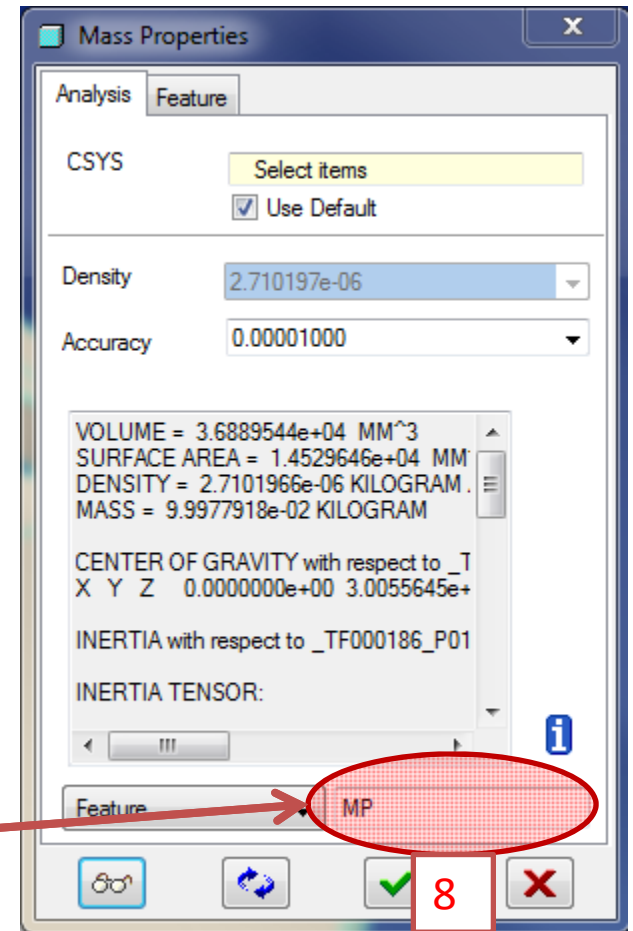 Mass Properties
x
Analysis Feature
CSYS Select items
Use Default
Density 2.710197e-06
Accuracy 0.00001000
VOLUME = 3.6889544e+04 MM^3
SURFACE AREA = 1.4529646e+04 MM
DENSITY = 2.7101966e-06 KILOGRAM
MASS = 9.9977918e-02 KILOGRAM
CENTER OF GRAVITY with respect to _T
X Y Z 0.0000000e+00 3.0055645e+
INERTIA with respect to _TF000186_P01
INERTIA TENSOR:
i
Feature MP
8